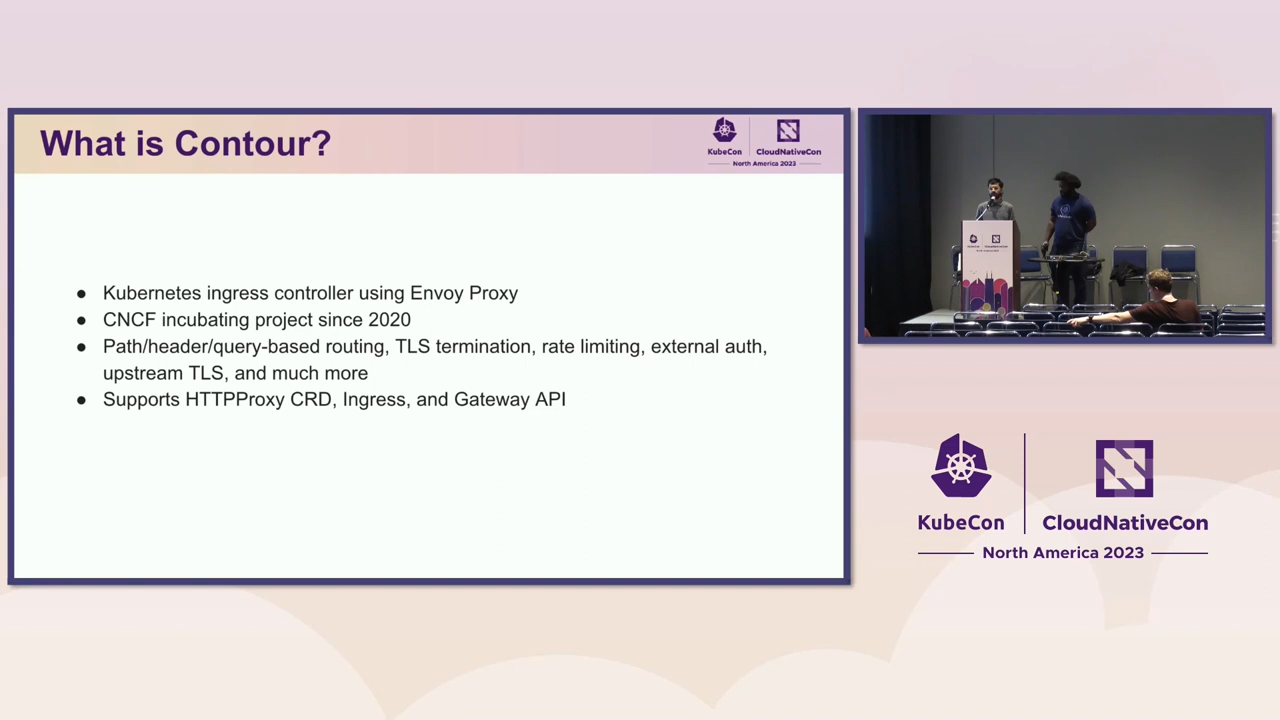 What is Contour?
KubeCon
CloudNativeCon
North America 2023
● Kubernetes ingress controller using Envoy Proxy
● CNCF incubating project since 2020
● Path/header/query-based routing, TLS termination, rate limiting, external auth,
upstream TLS, and much more
● Supports HTTPProxy CRD, Ingress, and Gateway API
KubeCon
CloudNativeCon
North America 2023